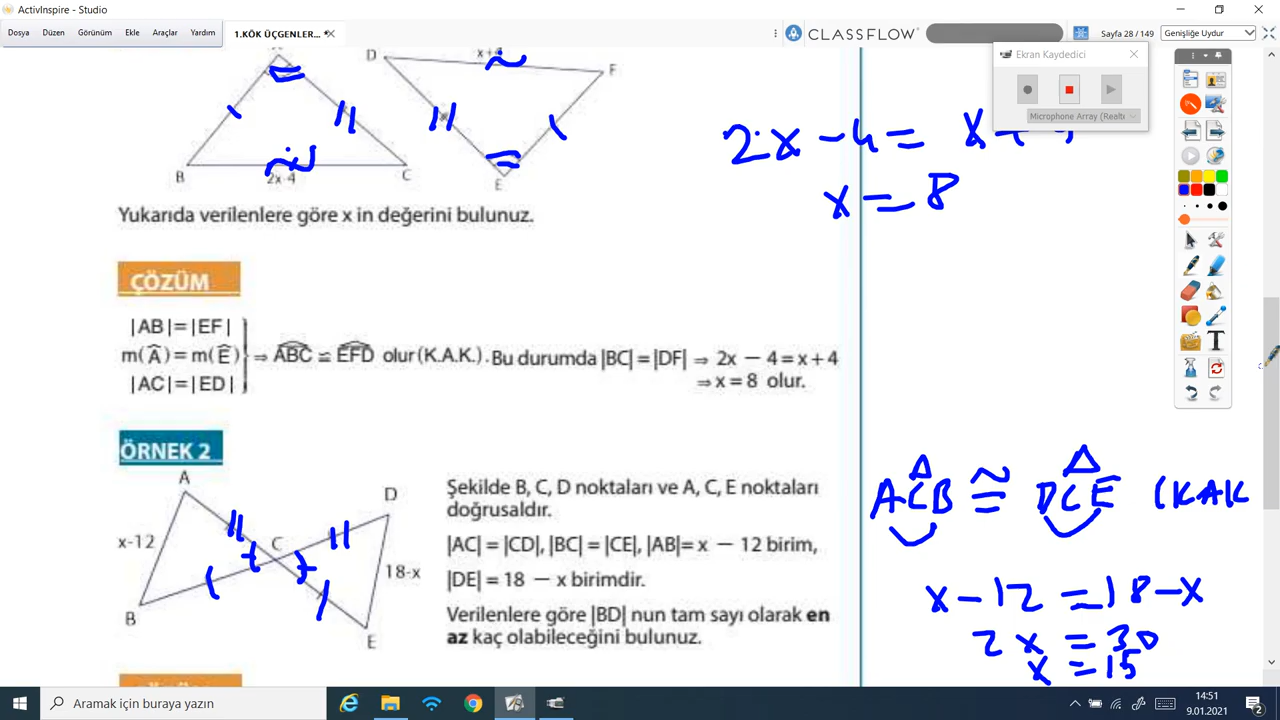 ActivInspire - Studio
Dosya Düzen Görünüm Ekle Araçlar Yardım
1.KÖK ÜÇGENLER...*
CLASSFLOW
Sayfa 28 / 149
Genişliğe Uydur
Ekran Kaydedici
Microphone Array (Realt
D x+4 F
B 2x-4 C E
2x-4 = x+4
x = 8
Yukarıda verilenlere göre x in değerini bulunuz.
ÇÖZÜM
|AB|=|EF|
m(Â)=m(Ê) ⇒ ABC ≅ EFD olur(K.A.K.). Bu durumda |BC|=|DF| ⇒ 2x − 4=x+4
|AC|=|ED|
⇒ x=8 olur.
ÖRNEK 2
A
D
C
x-12
18-x
B
E
Şekilde B, C, D noktaları ve A, C, E noktaları
doğrusaldır.
|AC|=|CD|, |BC|=|CE|, |AB|= x − 12 birim,
|DE|= 18 − x birimdir.
Verilenlere göre |BD| nun tam sayı olarak en
az kaç olabileceğini bulunuz.
ACB ≅ DCE (KAK
x-12 = 18-x
2x = 30
x = 15
Aramak için buraya yazın
14:51
9.01.2021
2